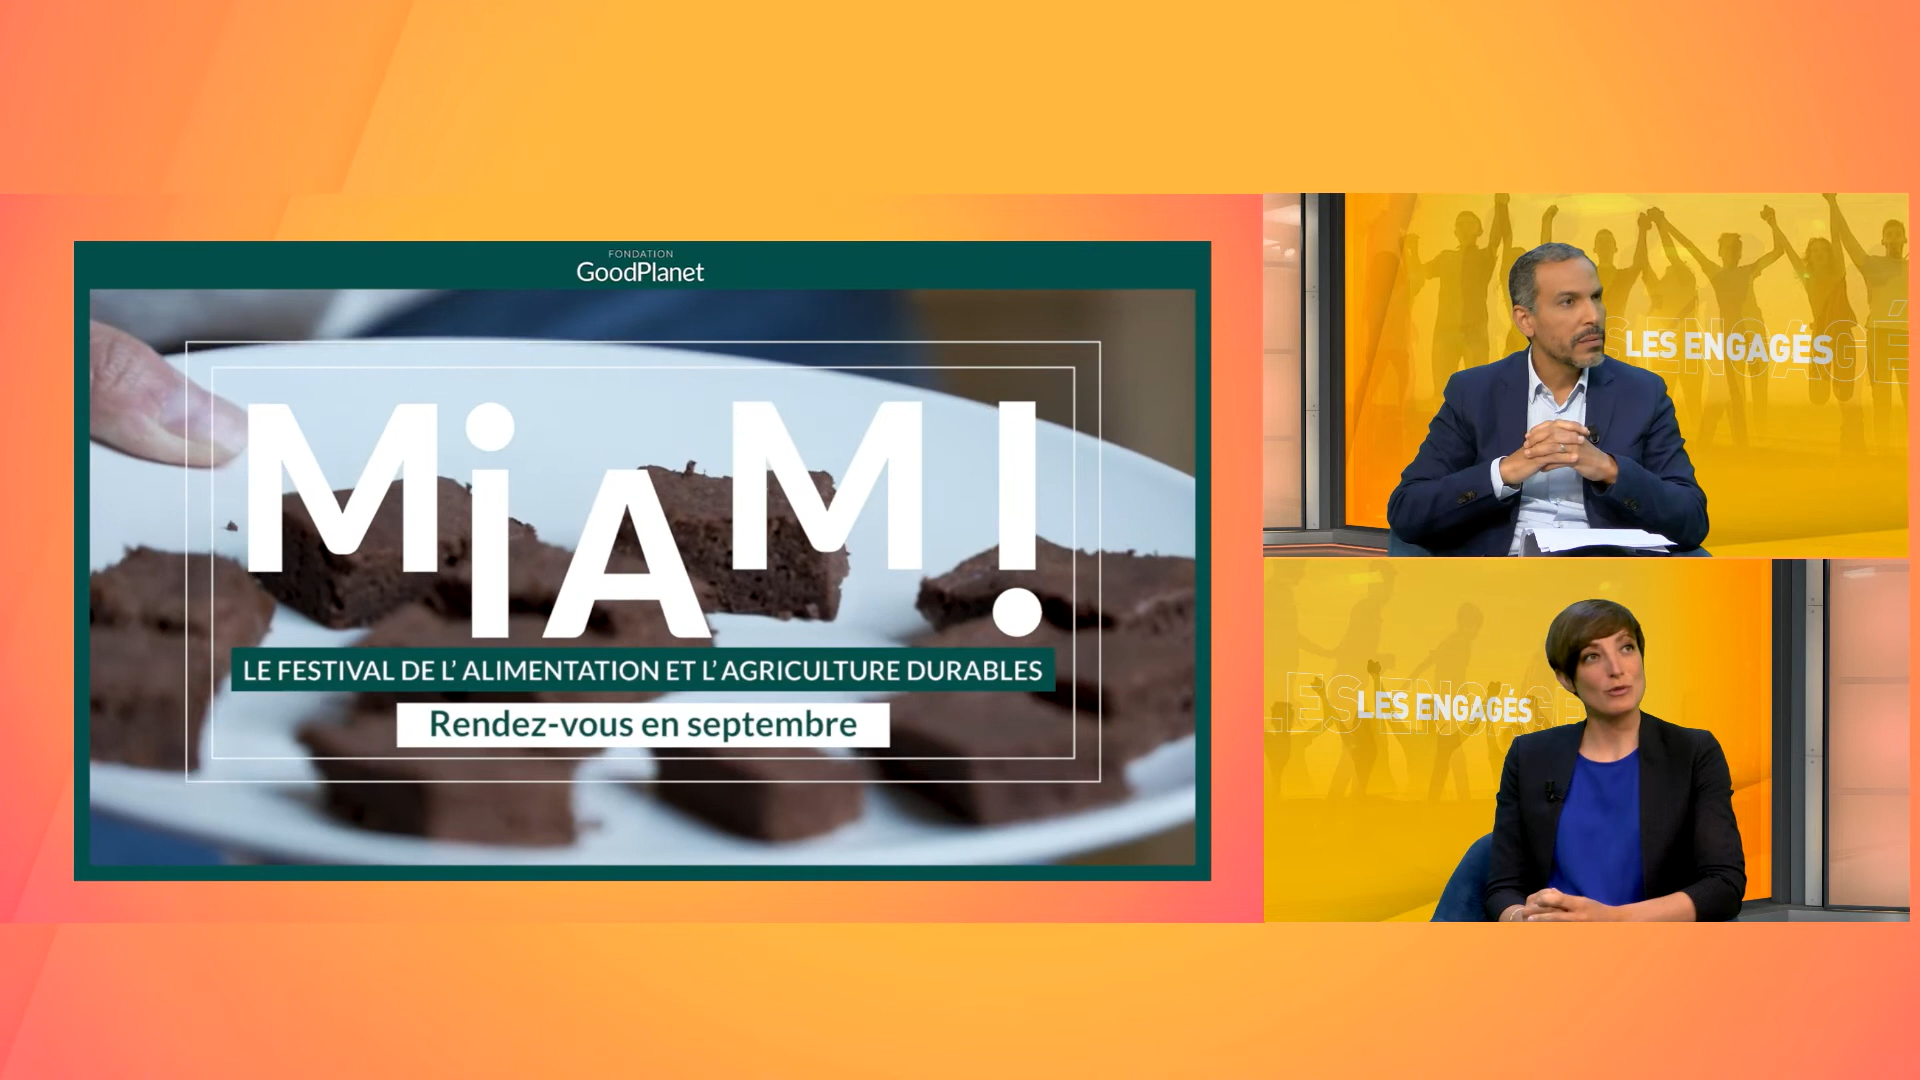 FONDATION
GoodPlanet
MiAM !
LE FESTIVAL DE L’ ALIMENTATION ET L’AGRICULTURE DURABLES
Rendez-vous en septembre
LES ENGAGÉS
LES ENGAGÉS